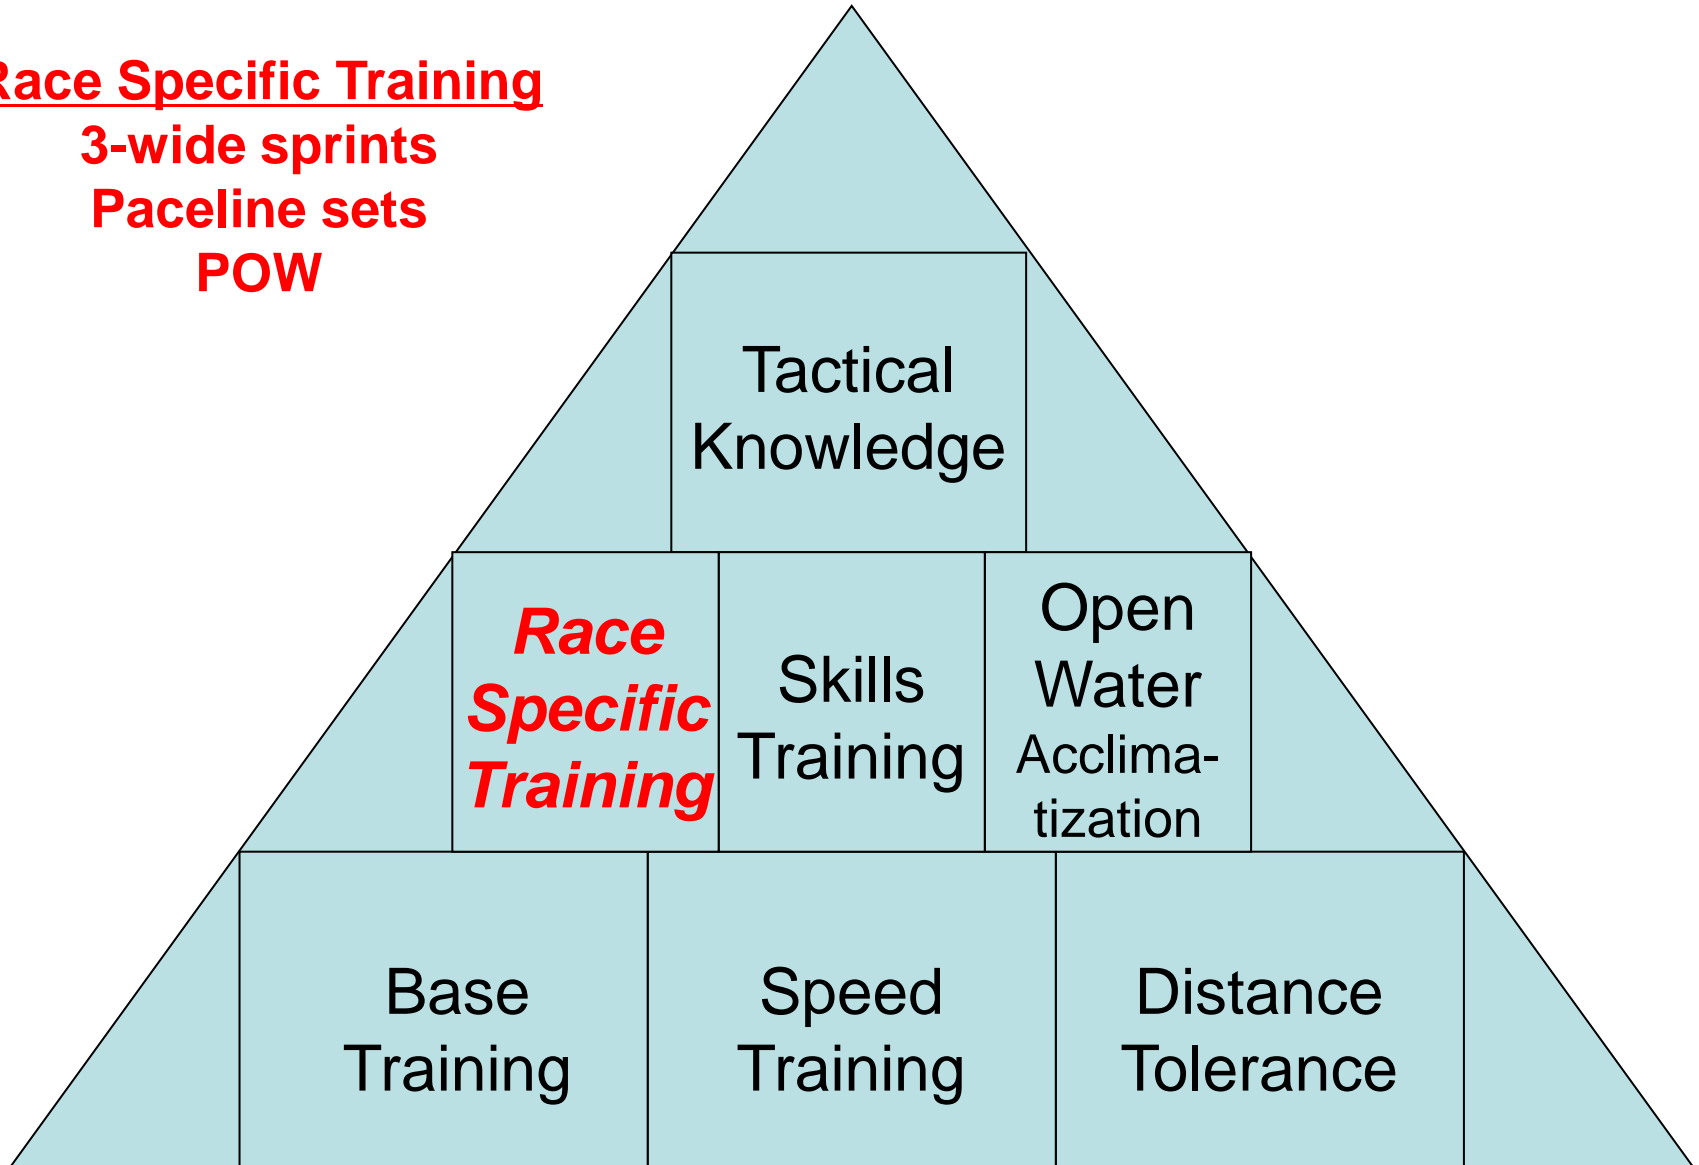 Race Specific Training
3-wide sprints
Paceline sets
POW
Tactical
Knowledge
Race
Specific
Training
Skills
Training
Open
Water
Acclima-
tization
Base
Training
Speed
Training
Distance
Tolerance